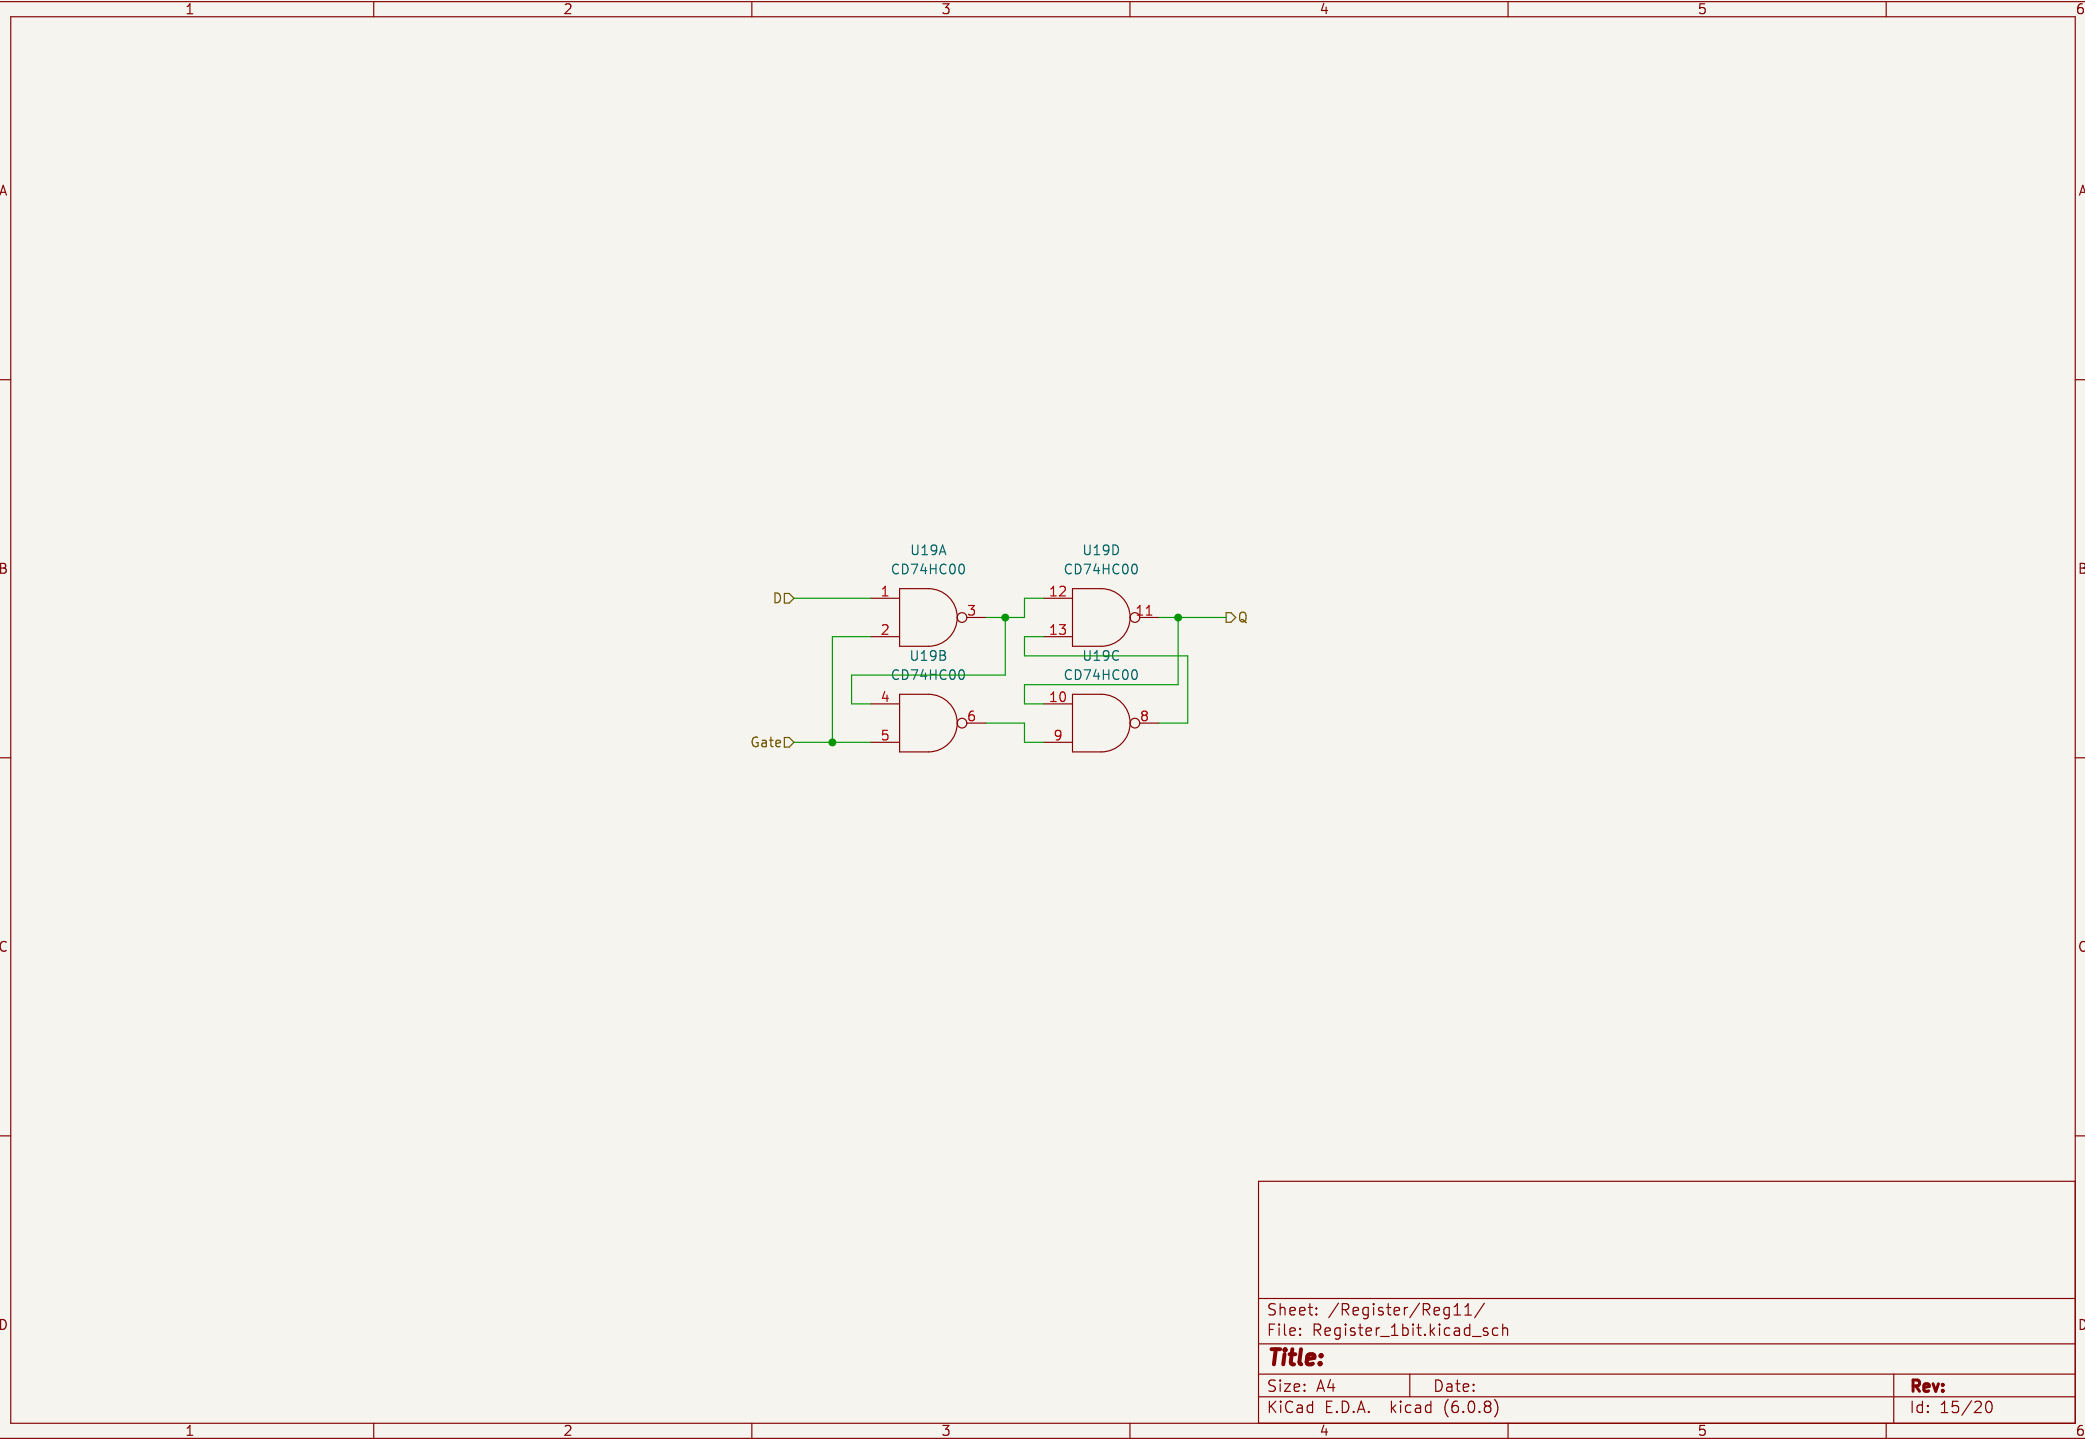 1 2 3 4 5 6
A A
B B
U19A U19D
CD74HC00 CD74HC00
D 1 3 12 11 Q
2 13
U19B U19C
CD74HC00 CD74HC00
4 6 10 8
Gate 5 9
C C
Sheet: /Register/Reg11/
D D
File: Register_1bit.kicad_sch
Title:
Size: A4 Date: Rev:
KiCad E.D.A. kicad (6.0.8) Id: 15/20
1 2 3 4 5 6